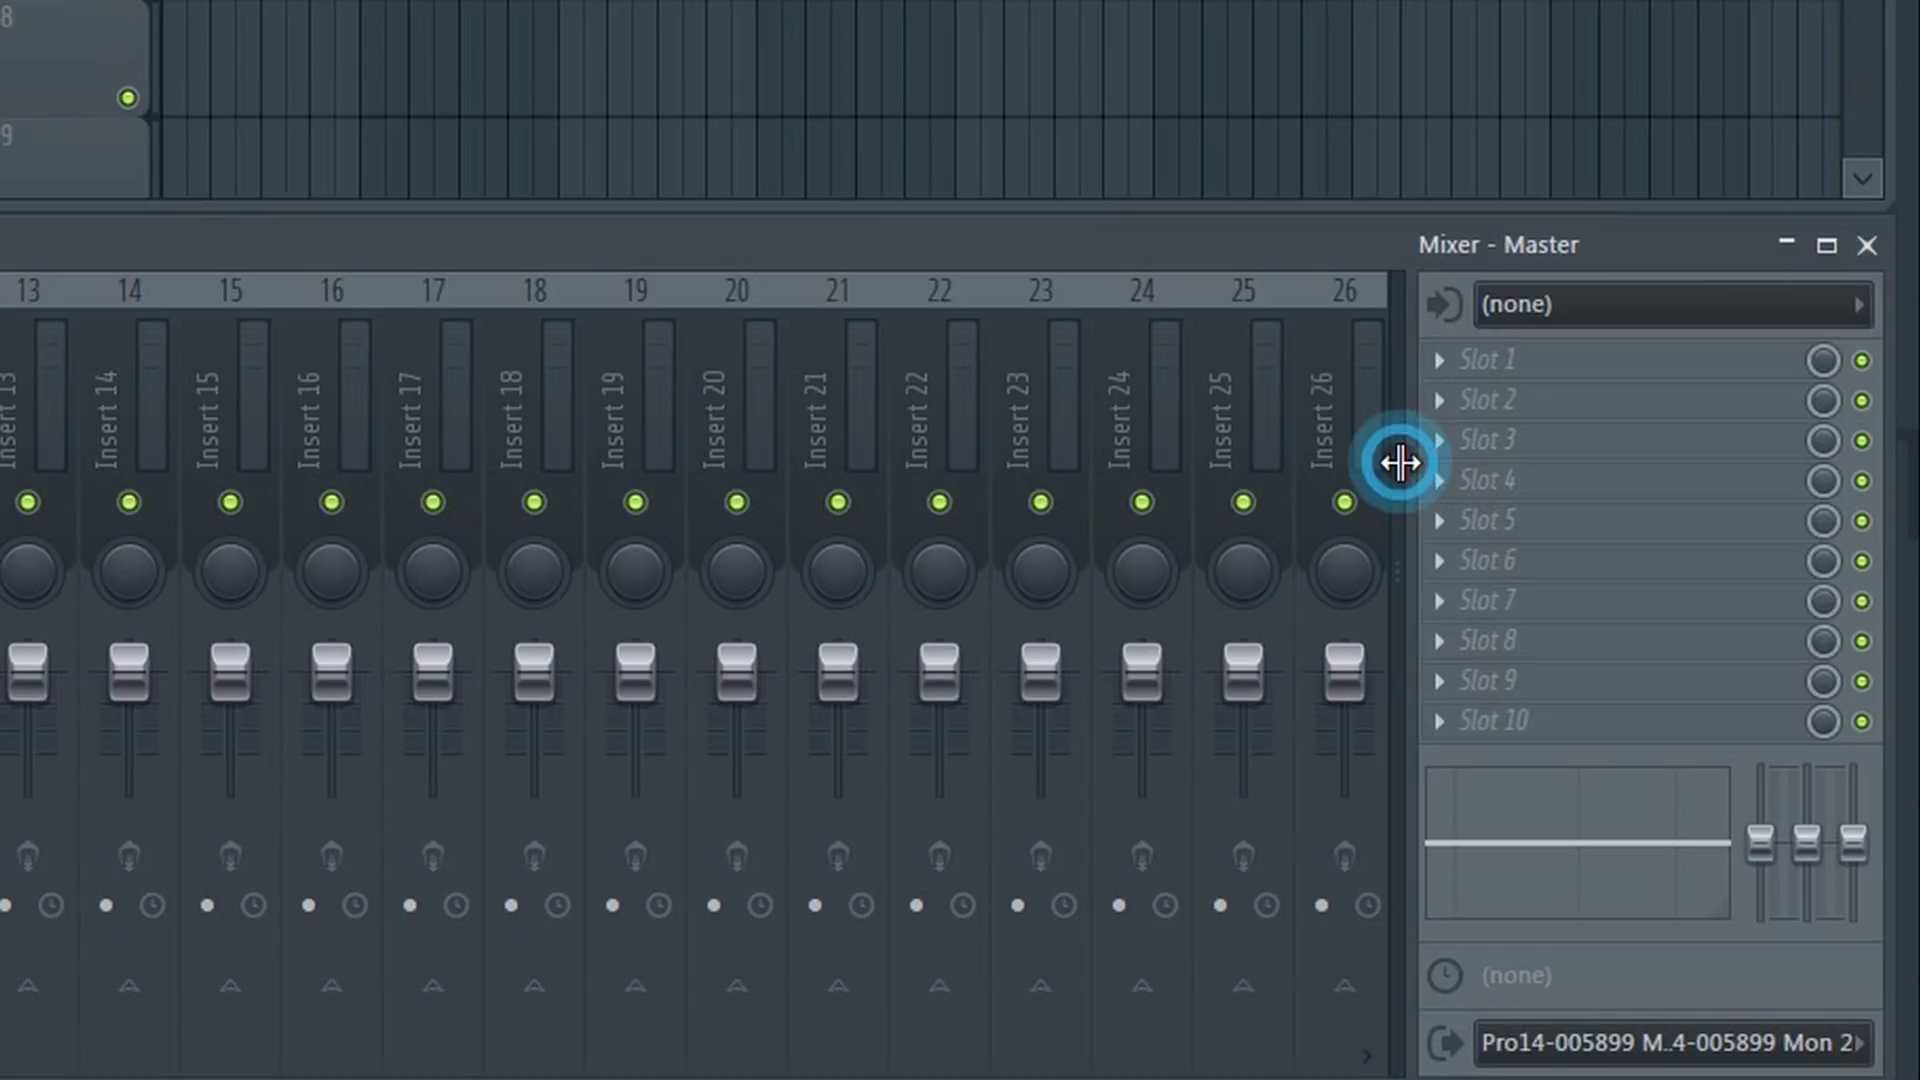 8
9
Mixer - Master
13 14 15 16 17 18 19 20 21 22 23 24 25 26
(none)
13
Insert 14
Insert 15
Insert 16
Insert 17
Insert 18
Insert 19
Insert 20
Insert 21
Insert 22
Insert 23
Insert 24
Insert 25
Insert 26
Slot 1
Slot 2
Slot 3
Slot 4
Slot 5
Slot 6
Slot 7
Slot 8
Slot 9
Slot 10
(none)
Pro14-005899 M..4-005899 Mon 2